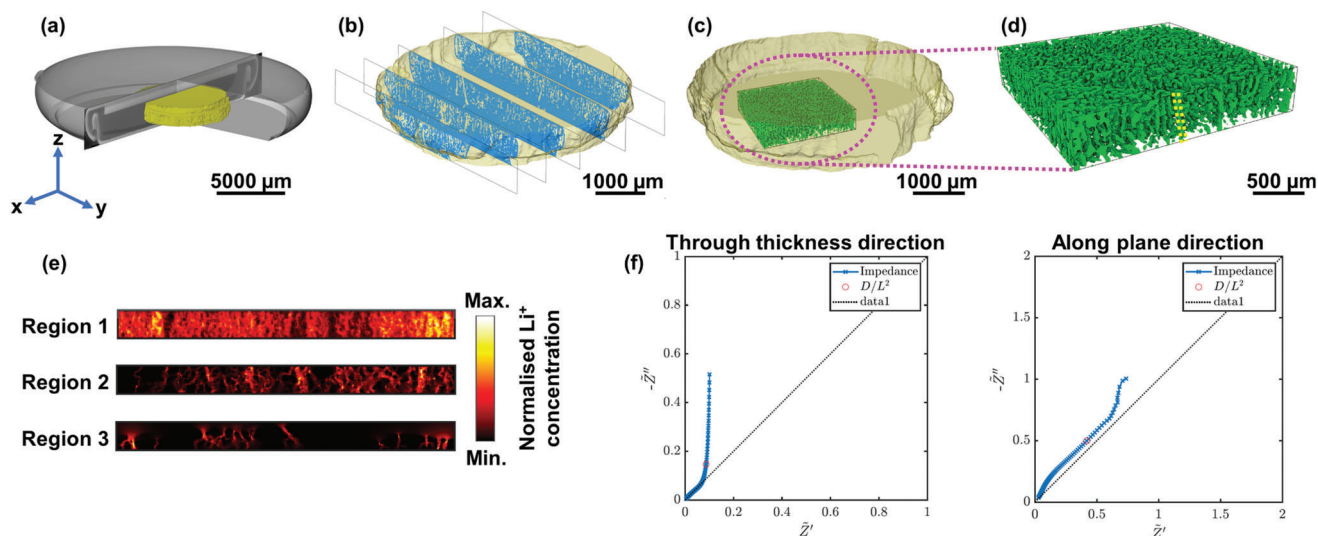 (a)
(b)
(c)
(d)
z
x
y
5000 µm
1000 µm
1000 µm
500 µm
(e)
Region 1
Region 2
Region 3
Max.
Min.
Normalised Li⁺
concentration
(f)
Through thickness direction
1
0.8
0.6
0.4
0.2
0
-Z̃''
0 0.2 0.4 0.6 0.8 1
Z̃'
Impedance
D/L²
data1
Along plane direction
2
1.5
1
0.5
0
-Z̃''
0 0.5 1 1.5 2
Z̃'
Impedance
D/L²
data1